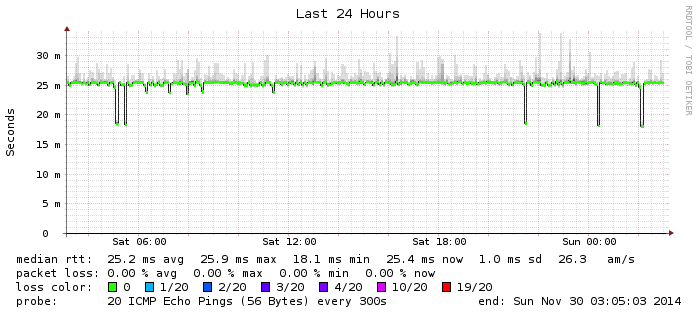 Last 24 Hours
RRDTOOL / TOBI OETIKER
Seconds
30 m
25 m
20 m
15 m
10 m
5 m
0
Sat 06:00 Sat 12:00 Sat 18:00 Sun 00:00
median rtt: 25.2 ms avg 25.9 ms max 18.1 ms min 25.4 ms now 1.0 ms sd 26.3 am/s
packet loss: 0.00 % avg 0.00 % max 0.00 % min 0.00 % now
loss color: 0 1/20 2/20 3/20 4/20 10/20 19/20
probe: 20 ICMP Echo Pings (56 Bytes) every 300s end: Sun Nov 30 03:05:03 2014